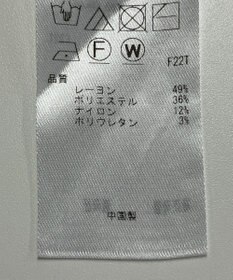 F W
F22T
品質
レーヨン 49%
ポリエステル 36%
ナイロン 12%
ポリウレタン 3%
中国製